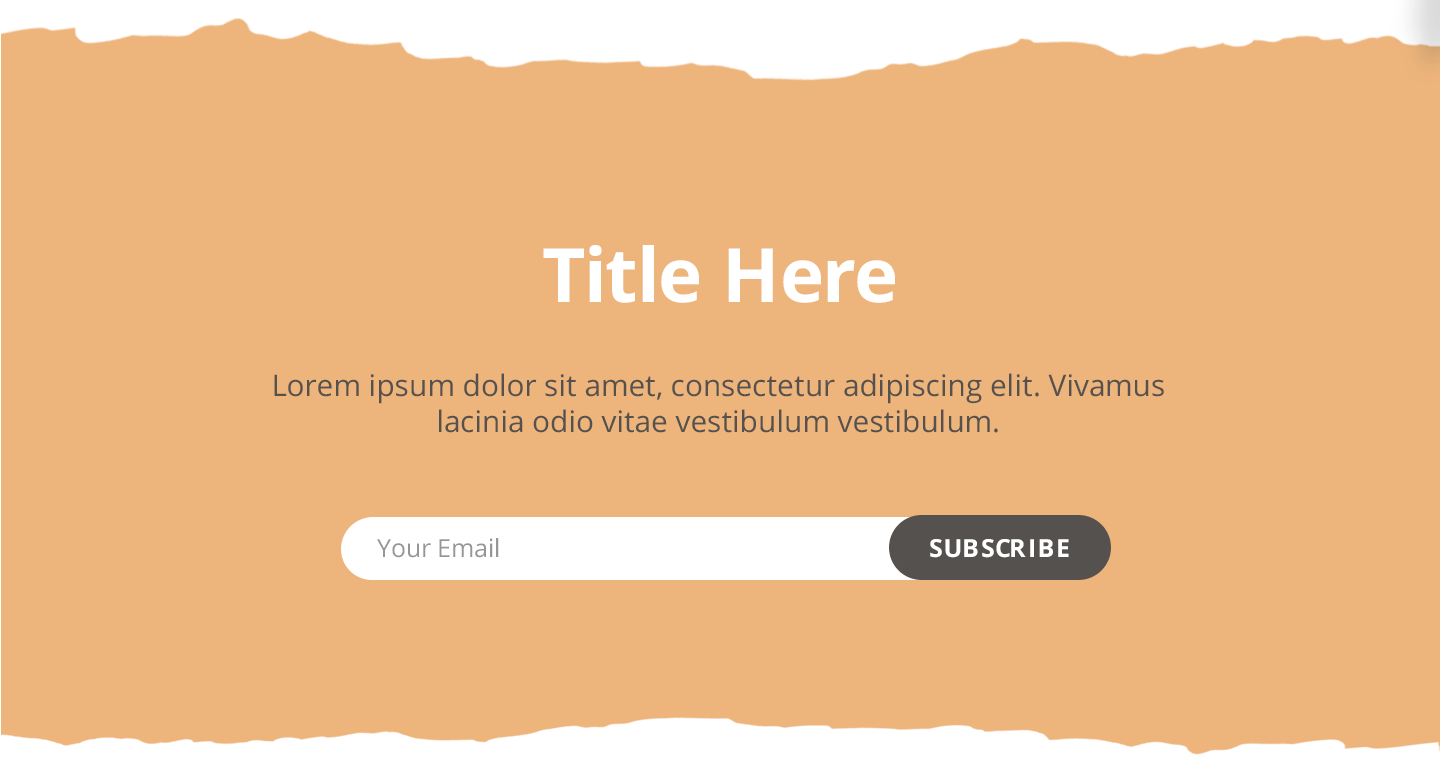 Title Here
Lorem ipsum dolor sit amet, consectetur adipiscing elit. Vivamus
lacinia odio vitae vestibulum vestibulum.
Your Email
SUBSCRIBE